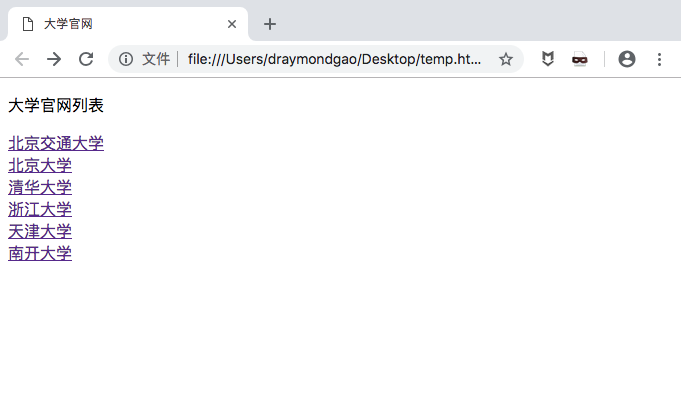 大学官网
文件 file:///Users/draymondgao/Desktop/temp.ht...
大学官网列表
北京交通大学
北京大学
清华大学
浙江大学
天津大学
南开大学